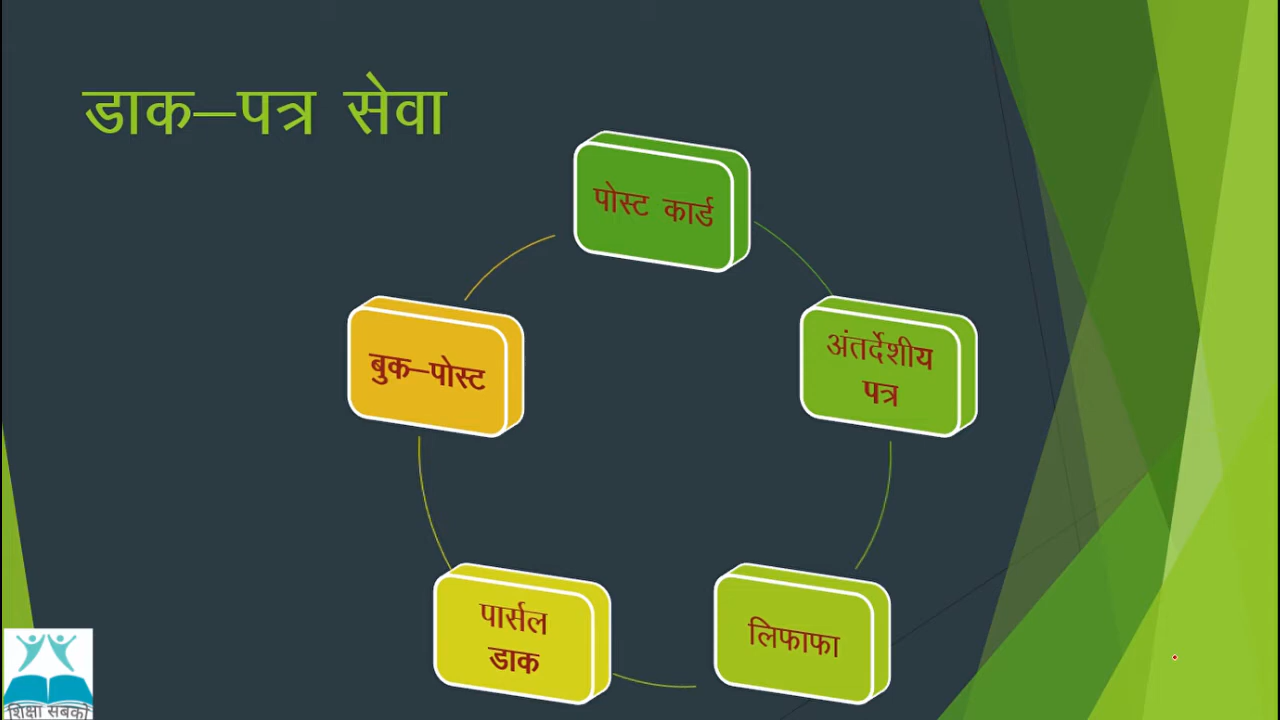 डाक–पत्र सेवा
पोस्ट कार्ड
अंतर्देशीय
पत्र
लिफाफा
पार्सल
डाक
बुक–पोस्ट
शिक्षा सबकी